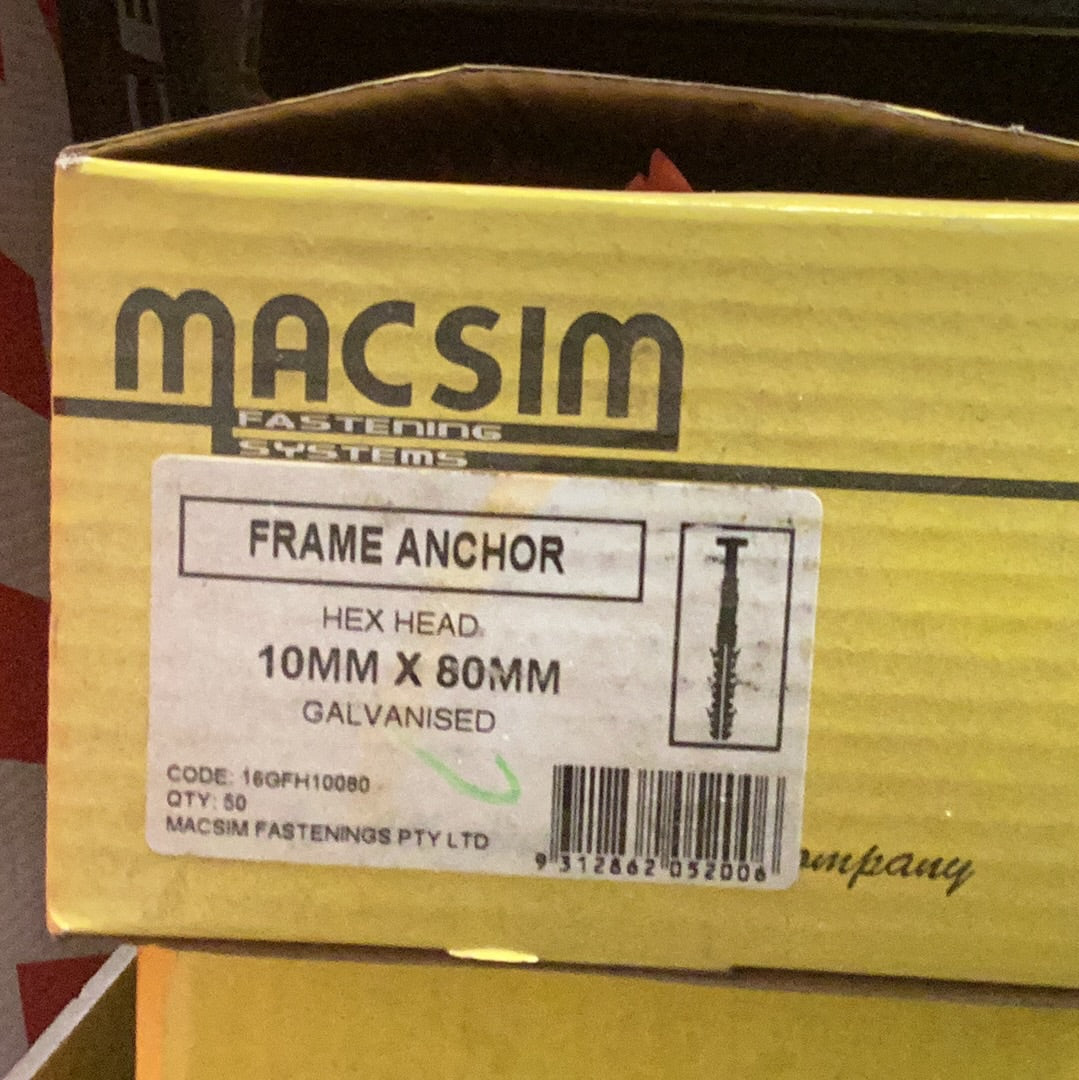 MACSIM
FASTENING
SYSTEMS
FRAME ANCHOR
HEX HEAD
10MM X 80MM
GALVANISED
CODE: 16GFH10080
QTY: 50
MACSIM FASTENINGS PTY LTD
9 312662 052006
ompany